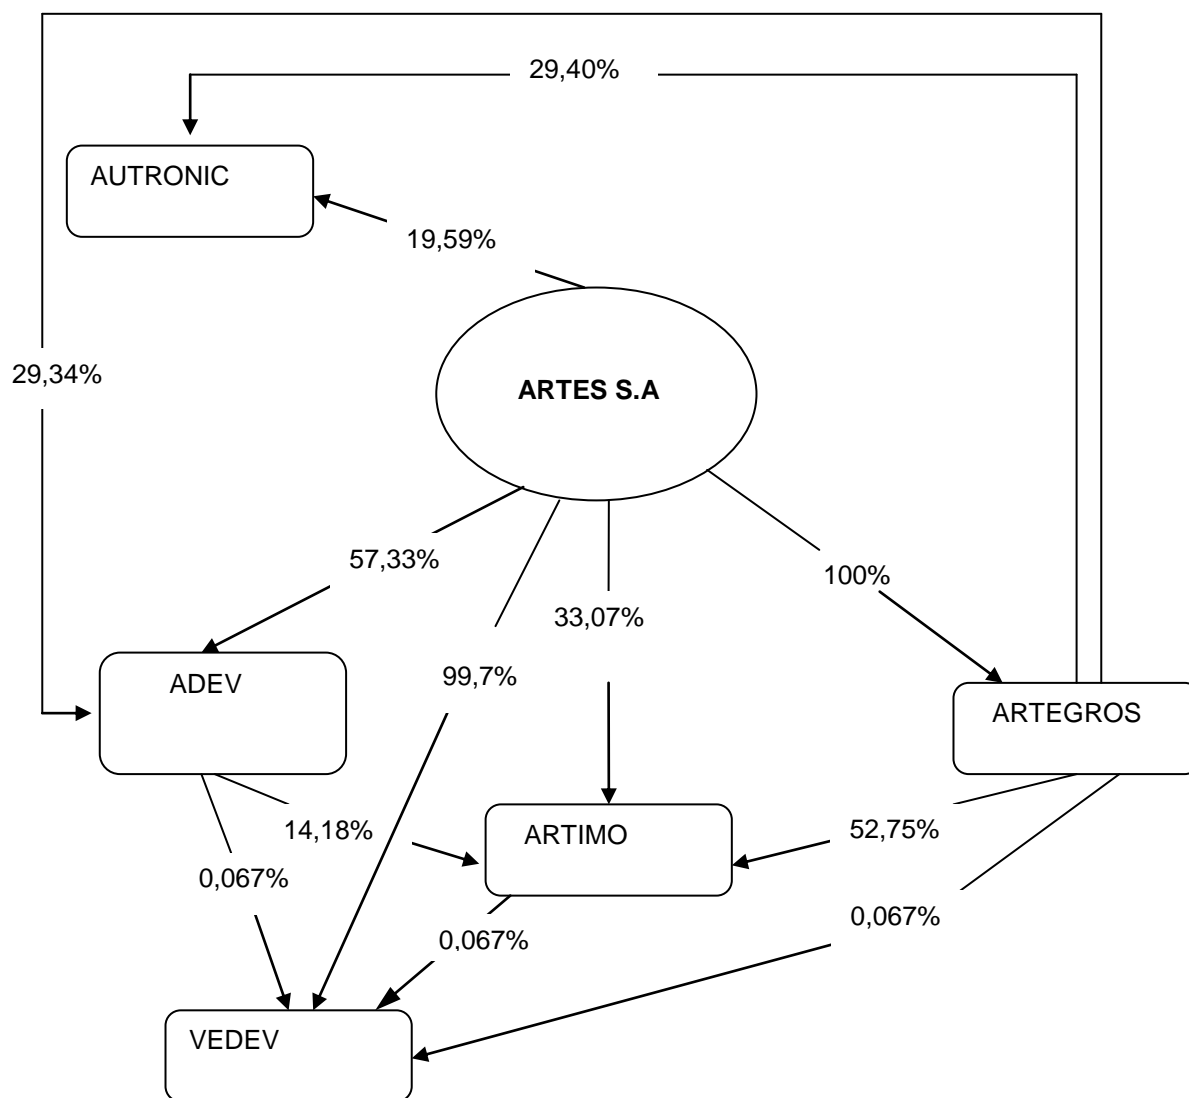 29,40%
AUTRONIC
19,59%
29,34%
ARTES S.A
57,33%
100%
33,07%
99,7%
ADEV
ARTEGROS
14,18%
ARTIMO
52,75%
0,067%
0,067%
0,067%
VEDEV